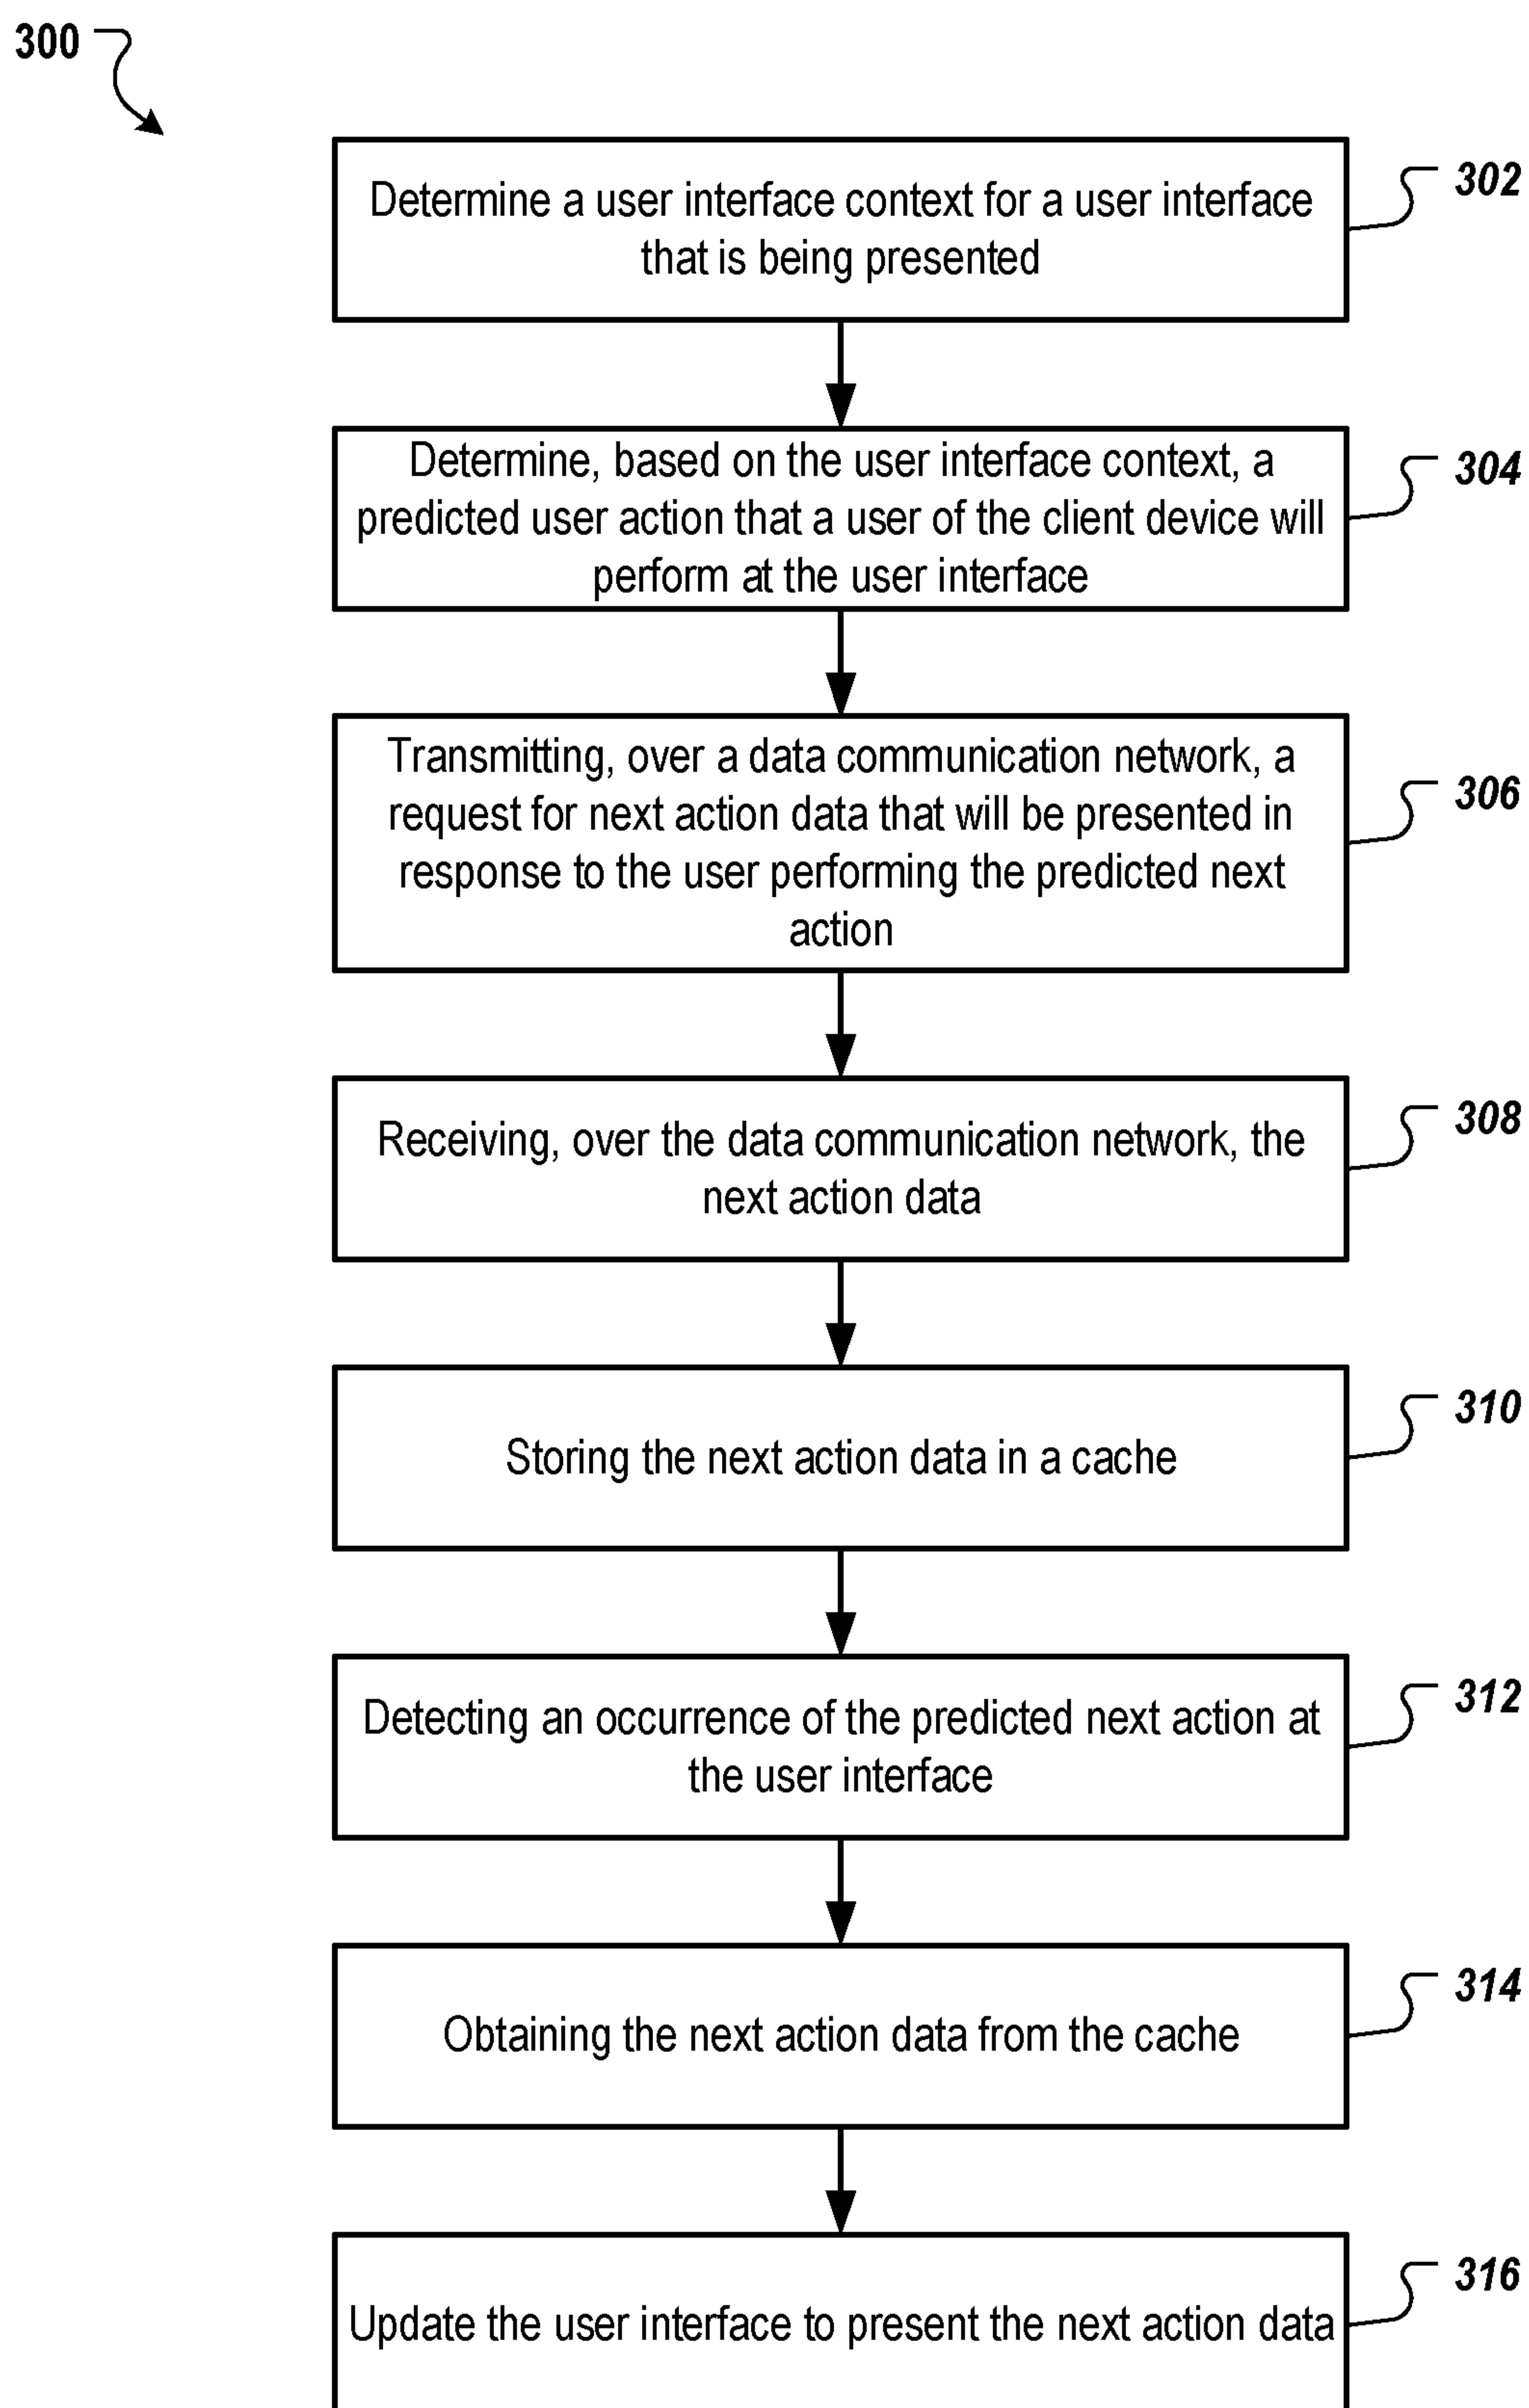 300
Determine a user interface context for a user interface
that is being presented
302
Determine, based on the user interface context, a
predicted user action that a user of the client device will
perform at the user interface
304
Transmitting, over a data communication network, a
request for next action data that will be presented in
response to the user performing the predicted next
action
306
Receiving, over the data communication network, the
next action data
308
Storing the next action data in a cache
310
Detecting an occurrence of the predicted next action at
the user interface
312
Obtaining the next action data from the cache
314
Update the user interface to present the next action data
316